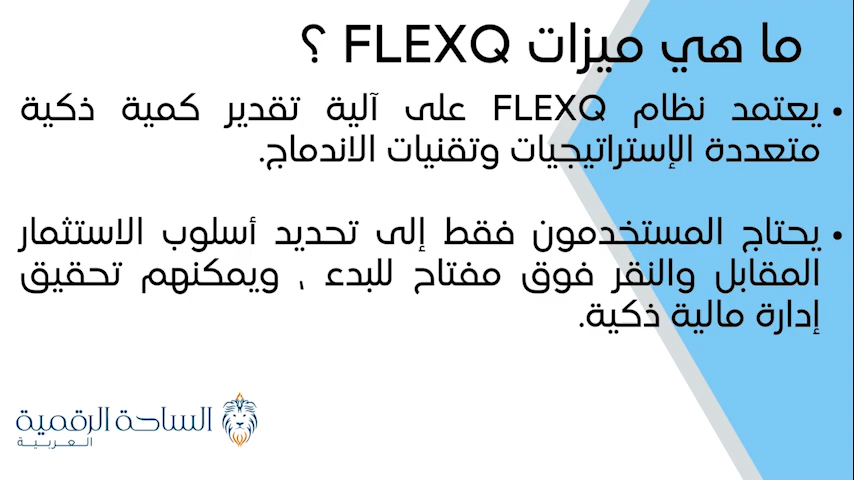 ما هي ميزات FLEXQ ؟
• يعتمد نظام FLEXQ على آلية تقدير كمية ذكية
متعددة الإستراتيجيات وتقنيات الاندماج.
• يحتاج المستخدمون فقط إلى تحديد أسلوب الاستثمار
المقابل والنقر فوق مفتاح للبدء ، ويمكنهم تحقيق
إدارة مالية ذكية.
الساحة الرقمية
العربية